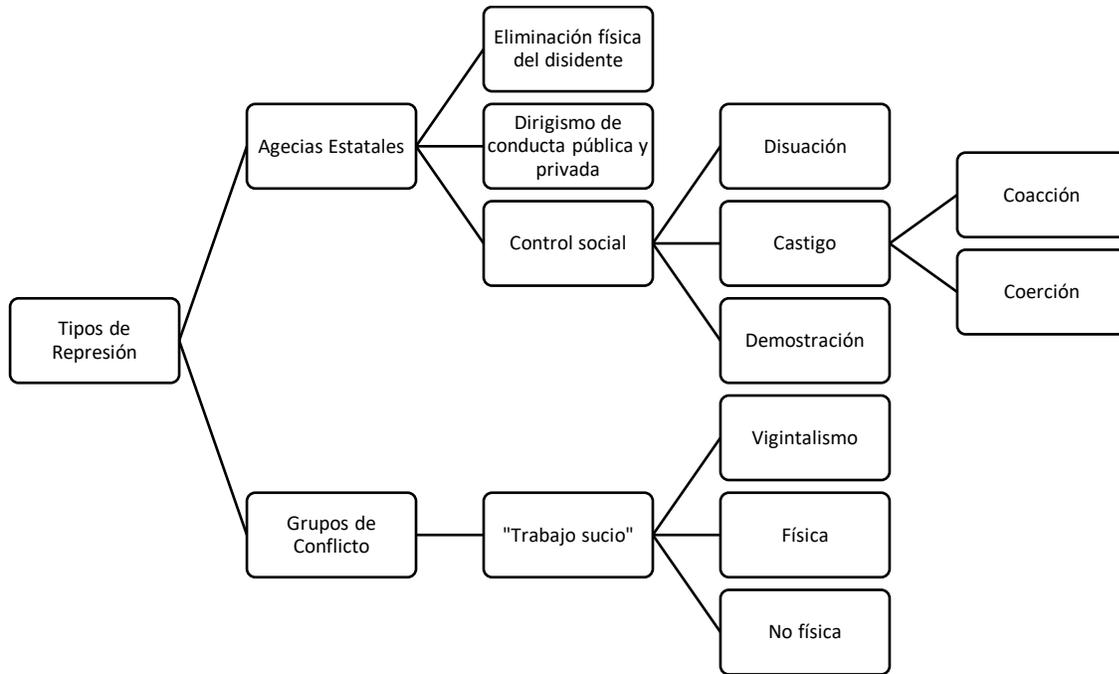 Tipos de
Represión
Agecias Estatales
Eliminación física
del disidente
Dirigismo de
conducta pública y
privada
Control social
Disuación
Castigo
Coacción
Coerción
Demostración
Grupos de
Conflicto
"Trabajo sucio"
Vigintalismo
Física
No física